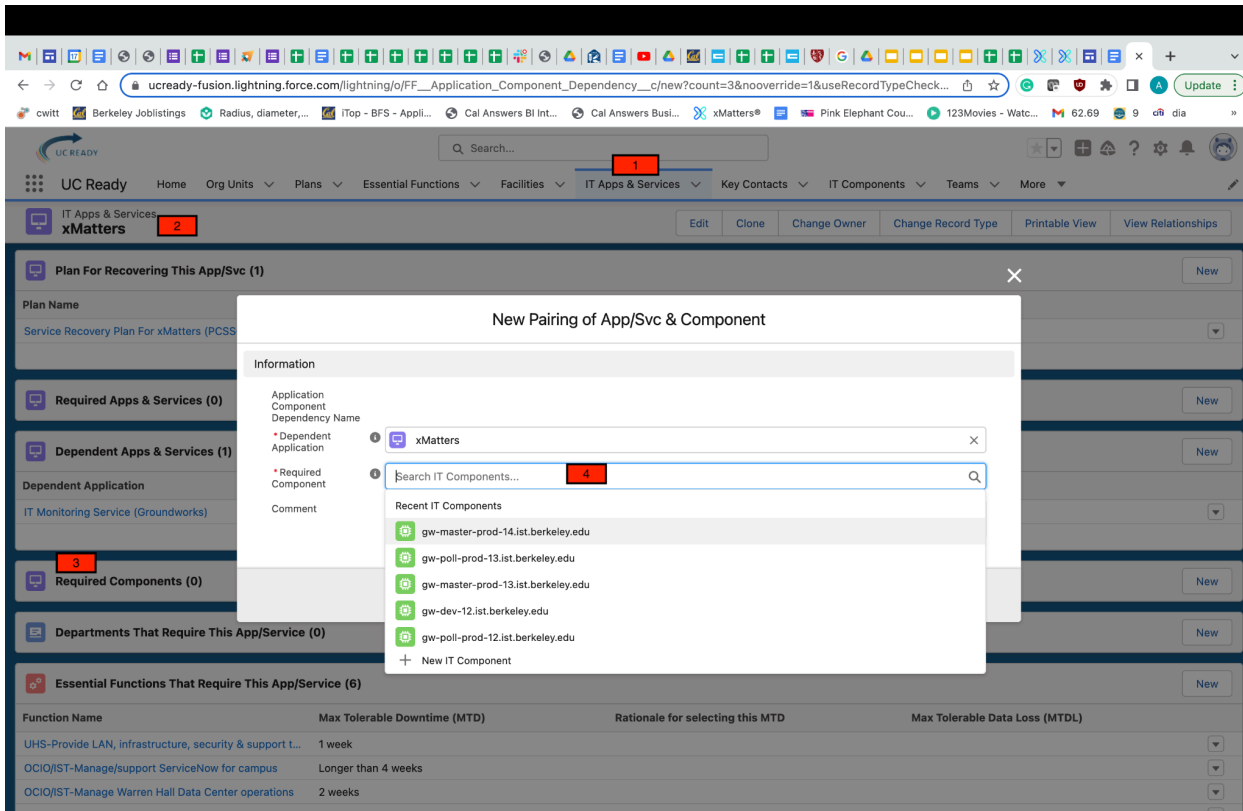 ucready-fusion.lightning.force.com/lightning/o/FF__Application_Component_Dependency__c/new?count=3&nooverride=1&useRecordTypeCheck...
A
Update
cwitt
Berkeley Joblistings
Radius, diameter,...
iTop - BFS - Appli...
Cal Answers BI Int...
Cal Answers Busi...
xMatters®
Pink Elephant Cou...
123Movies - Watc...
62.69
9
citi dia
»
UC READY
Search...
1
UC Ready
Home
Org Units
Plans
Essential Functions
Facilities
IT Apps & Services
Key Contacts
IT Components
Teams
More
IT Apps & Services
xMatters
2
Edit
Clone
Change Owner
Change Record Type
Printable View
View Relationships
Plan For Recovering This App/Svc (1)
New
Plan Name
Service Recovery Plan For xMatters (PCSS
New Pairing of App/Svc & Component
Information
Application
Component
Dependency Name
*Dependent
Application
xMatters
*Required
Component
Search IT Components...
4
Comment
Recent IT Components
gw-master-prod-14.ist.berkeley.edu
gw-poll-prod-13.ist.berkeley.edu
gw-master-prod-13.ist.berkeley.edu
gw-dev-12.ist.berkeley.edu
gw-poll-prod-12.ist.berkeley.edu
New IT Component
Required Apps & Services (0)
New
Dependent Apps & Services (1)
New
Dependent Application
IT Monitoring Service (Groundworks)
3
Required Components (0)
New
Departments That Require This App/Service (0)
New
Essential Functions That Require This App/Service (6)
New
Function Name
Max Tolerable Downtime (MTD)
Rationale for selecting this MTD
Max Tolerable Data Loss (MTDL)
UHS-Provide LAN, infrastructure, security & support t...
1 week
OCIO/IST-Manage/support ServiceNow for campus
Longer than 4 weeks
OCIO/IST-Manage Warren Hall Data Center operations
2 weeks